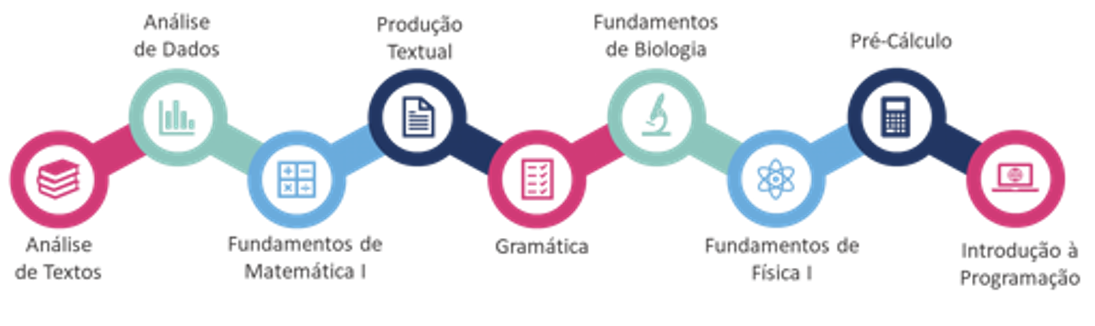 Análise
de Textos
Análise
de Dados
Fundamentos de
Matemática I
Produção
Textual
Gramática
Fundamentos
de Biologia
Fundamentos de
Física I
Pré-Cálculo
Introdução à
Programação